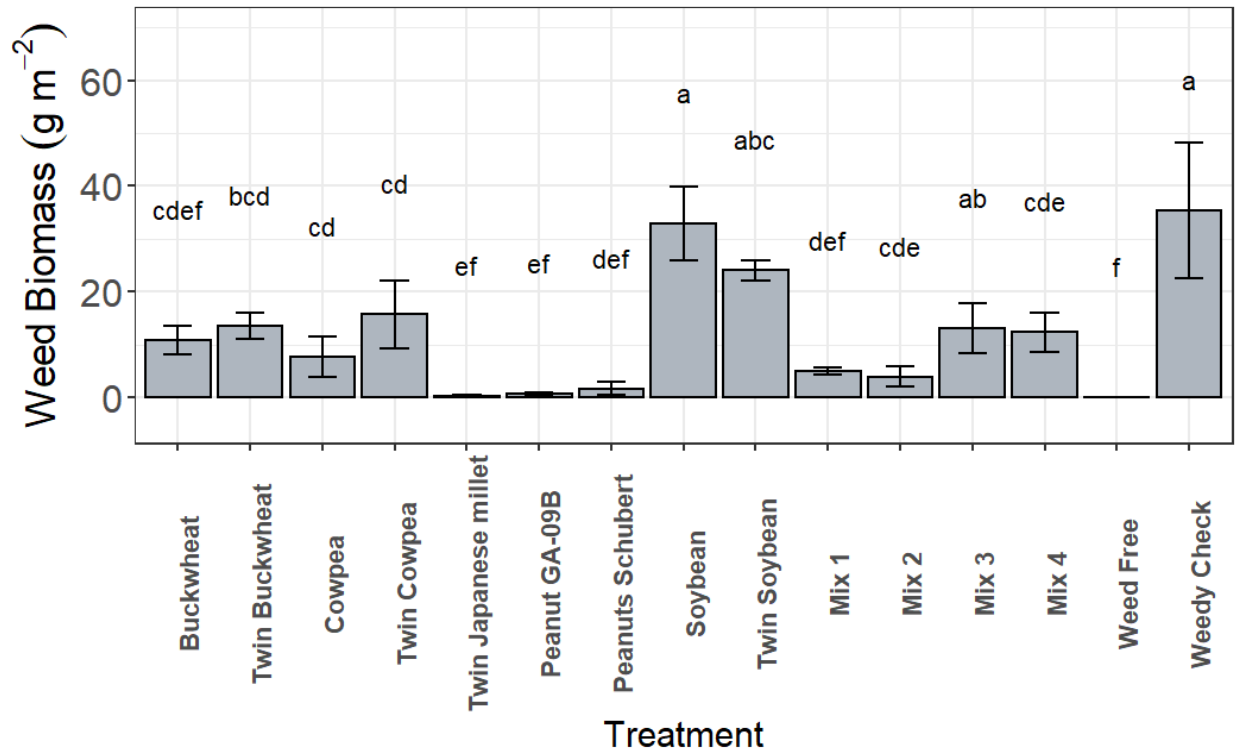 Weed Biomass (g m⁻²)
60
40
20
0
cdef
bcd
cd
cd
ef
ef
def
a
abc
def
cde
ab
cde
f
a
Buckwheat
Twin Buckwheat
Cowpea
Twin Cowpea
Twin Japanese millet
Peanut GA-09B
Peanuts Schubert
Soybean
Twin Soybean
Mix 1
Mix 2
Mix 3
Mix 4
Weed Free
Weedy Check
Treatment